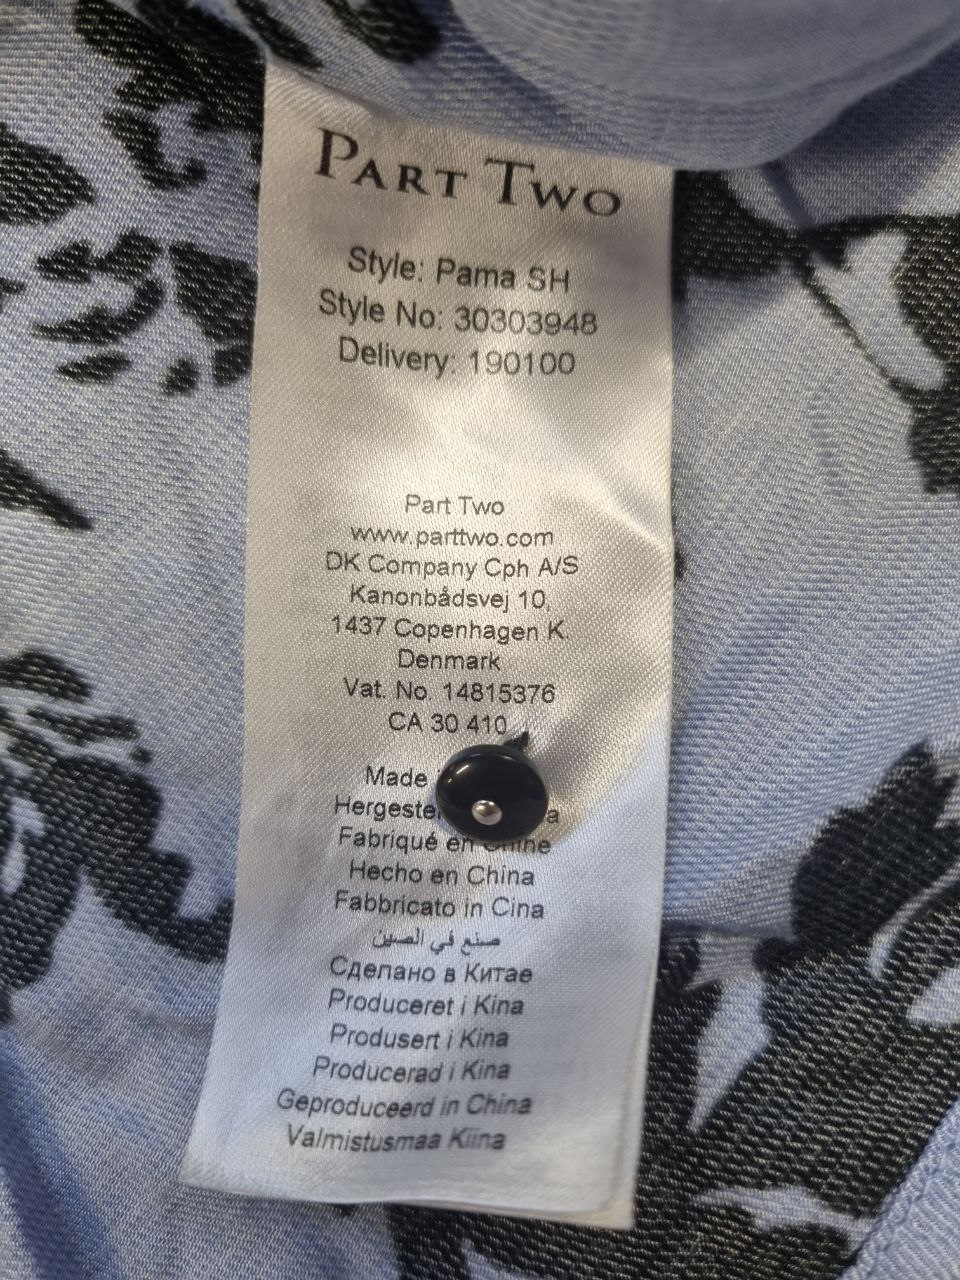 PART TWO
Style: Pama SH
Style No: 30303948
Delivery: 190100
Part Two
www.parttwo.com
DK Company Cph A/S
Kanonbådsvej 10,
1437 Copenhagen K.
Denmark
Vat. No. 14815376
CA 30 410
Made
Fabriqué en Chine
Hecho en China
Fabbricato in Cina
صنع في الصين
Сделано в Китае
Produceret i Kina
Produsert i Kina
Producerad i Kina
Geproduceerd in China
Valmistusmaa Kiina